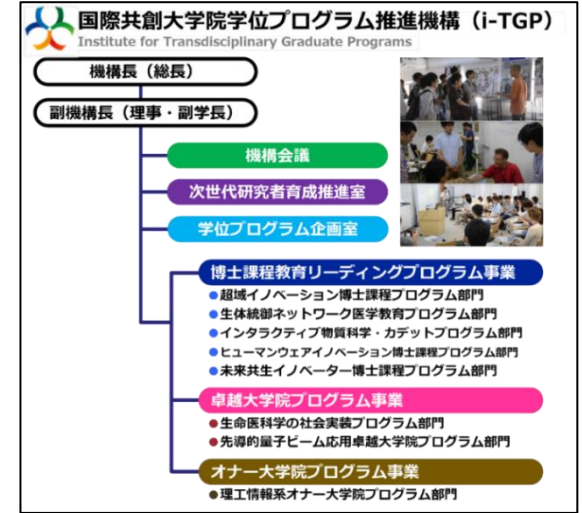 国際共創大学院学位プログラム推進機構（i-TGP）
Institute for Transdisciplinary Graduate Programs
機構長（総長）
副機構長（理事・副学長）
機構会議
次世代研究者育成推進室
学位プログラム企画室
博士課程教育リーディングプログラム事業
●超域イノベーション博士課程プログラム部門
●生体統御ネットワーク医学教育プログラム部門
●インタラクティブ物質科学・カデットプログラム部門
●ヒューマンウェアイノベーション博士課程プログラム部門
●未来共生イノベーター博士課程プログラム部門
卓越大学院プログラム事業
●生命医科学の社会実装プログラム部門
●先導的量子ビーム応用卓越大学院プログラム部門
オナー大学院プログラム事業
●理工情報系オナー大学院プログラム部門